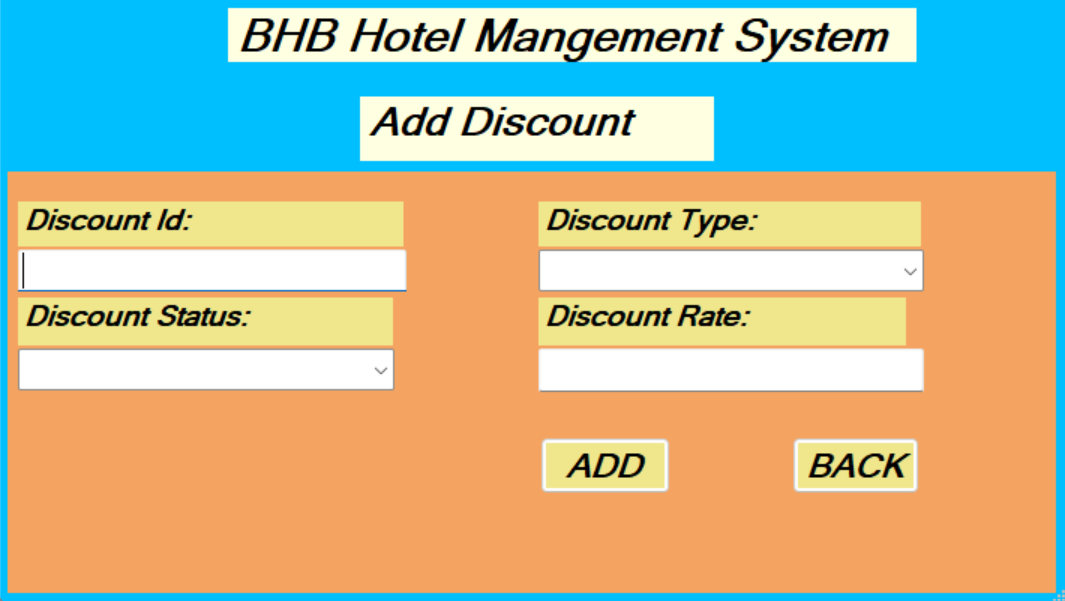 BHB Hotel Mangement System
Add Discount
Discount Id:
Discount Type:
Discount Status:
Discount Rate:
ADD
BACK